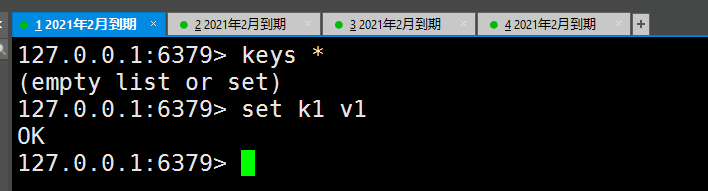 1 2021年2月到期 × 2 2021年2月到期 × 3 2021年2月到期 × 4 2021年2月到期 × +
127.0.0.1:6379> keys *
(empty list or set)
127.0.0.1:6379> set k1 v1
OK
127.0.0.1:6379>